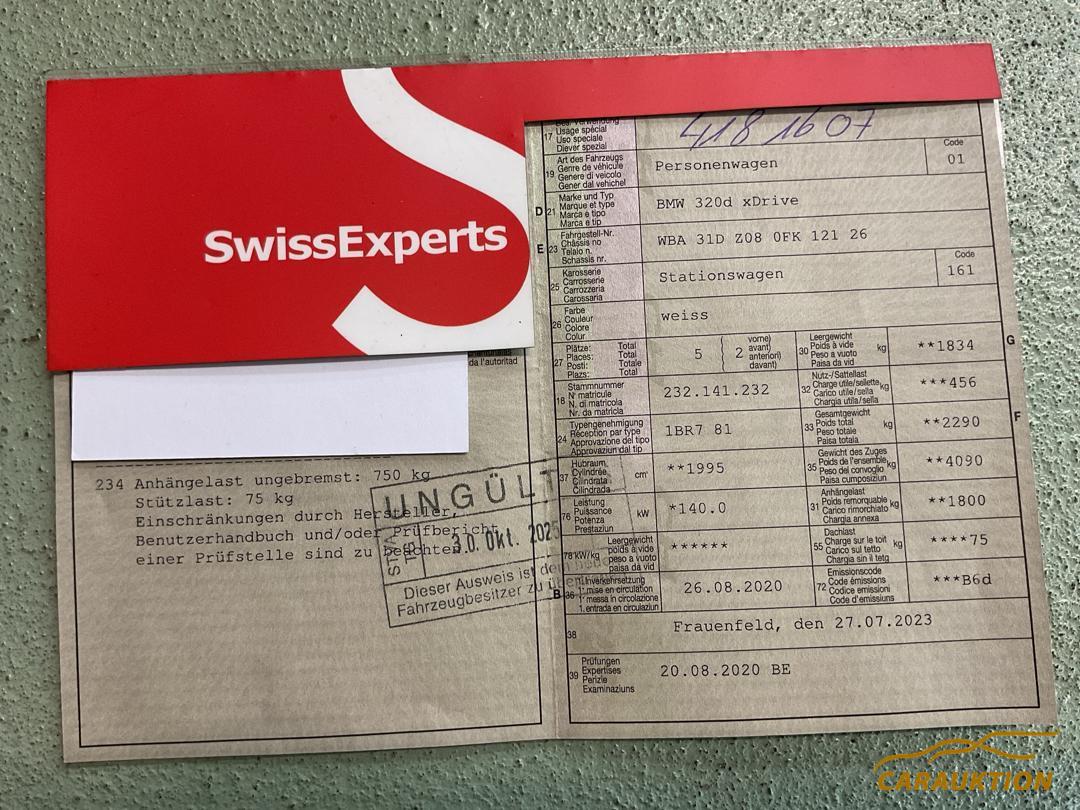 SwissExperts
4181607
17 Usage spécial
Uso speciale
Diever spezial
19 Art des Fahrzeugs
Genre de véhicule
Genere di veicolo
Gener dal vehichel
Personenwagen
Code
01
D 21 Marke und Typ
Marque et type
Marca e tipo
Marca e tip
BMW 320d xDrive
E 23 Fahrgestell-Nr.
Châssis no
Telaio n.
Schassis nr.
WBA 31D Z08 0FK 121 26
25 Karosserie
Carrosserie
Carrozzeria
Carossaria
Stationswagen
Code
161
26 Farbe
Couleur
Colore
Colur
weiss
27 Plätze: Total
Places: Total
Posti: Totale
Plazs: Total
5 ( 2 vorne)
avant)
anteriori)
davant)
30 Leergewicht
Poids à vide
Peso a vuoto
Paisa da vid
kg
**1834
G
18 Stammnummer
N° matricule
N. di matricola
Nr. da matricla
232.141.232
32 Nutz-/Sattellast
Charge utile/sellette
Carico utile/sella
Chargia utila/sella
kg
***456
24 Typengenehmigung
Réception par type
Approvazione del tipo
Approvaziun dal tip
1BR7 81
33 Gesamtgewicht
Poids total
Peso totale
Paisa totala
kg
**2290
F
37 Hubraum
Cylindrée
Cilindrata
Cilindrada
cm³
**1995
35 Gewicht des Zuges
Poids de l'ensemble
Peso del convoglio
Paisa cumposiziun
kg
**4090
76 Leistung
Puissance
Potenza
Prestaziun
kW
*140.0
31 Anhängelast
Poids remorquable
Carico rimorchiato
Chargia annexa
kg
**1800
78 kW/kg Leergewicht
poids à vide
peso a vuoto
paisa da vid
******
55 Dachlast
Charge sur le toit
Carico sul tetto
Chargia sin il tetg
kg
****75
B 36 1. Inverkehrsetzung
1re mise en circulation
1a messa in circolazione
1. entrada en circulaziun
26.08.2020
72 Emissionscode
Code émissions
Codice emissioni
Code d'emissiuns
***B6d
38
Frauenfeld, den 27.07.2023
39 Prüfungen
Expertises
Perizie
Examinaziuns
20.08.2020 BE
da l'autoritad
234 Anhängelast ungebremst: 750 kg
Stützlast: 75 kg
Einschränkungen durch Hersteller,
Benutzerhandbuch und/oder Prüfbericht
einer Prüfstelle sind zu beachten
UNGÜLT
30. Okt. 2025
Dieser Ausweis ist dem
Fahrzeugbesitzer zu
CARAUKTION